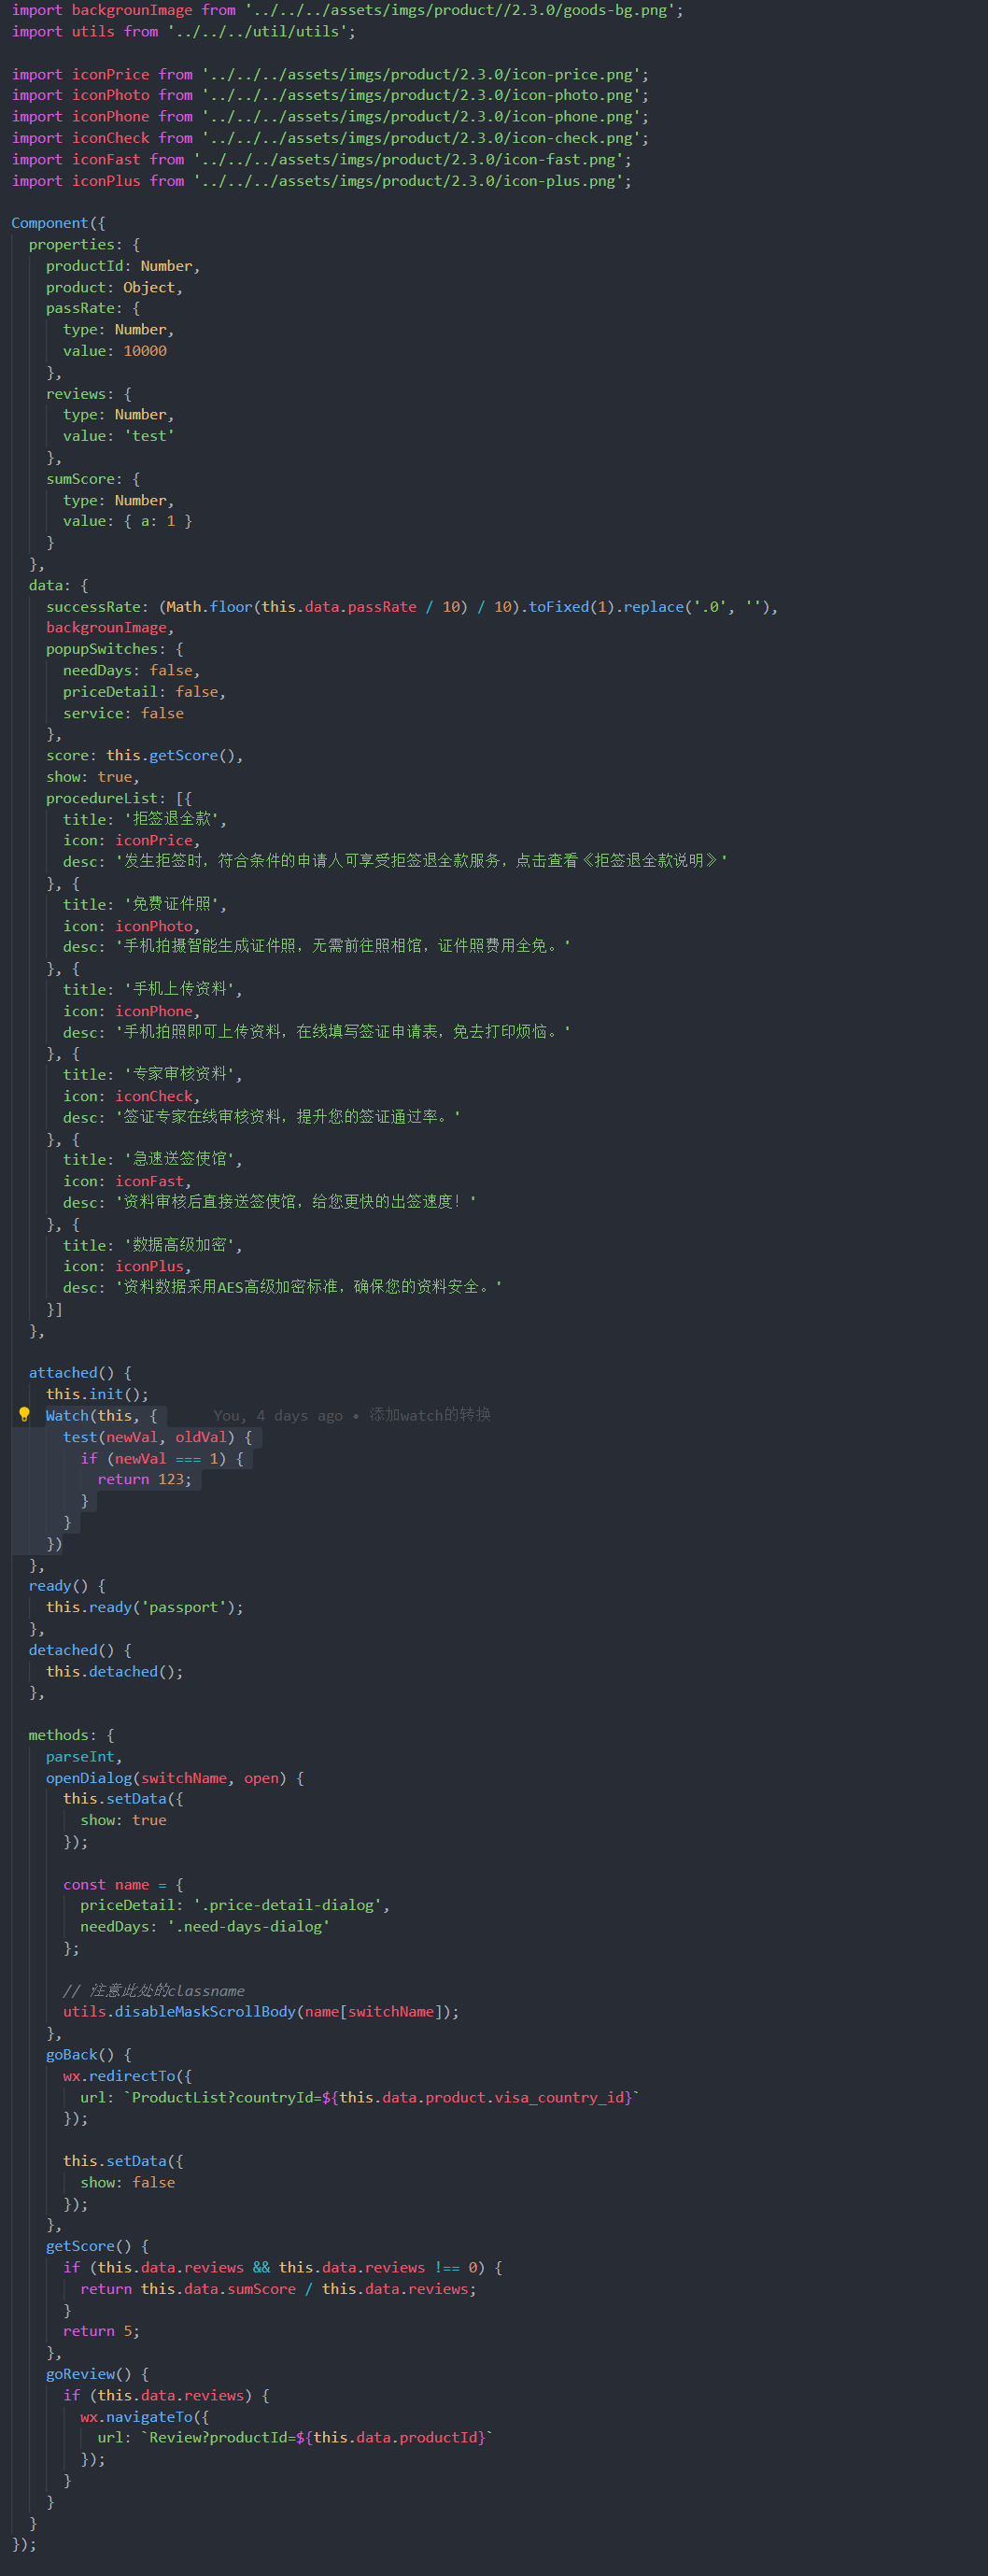 import backgrounImage from '../../../assets/imgs/product//2.3.0/goods-bg.png';
import utils from '../../../util/utils';
import iconPrice from '../../../assets/imgs/product/2.3.0/icon-price.png';
import iconPhoto from '../../../assets/imgs/product/2.3.0/icon-photo.png';
import iconPhone from '../../../assets/imgs/product/2.3.0/icon-phone.png';
import iconCheck from '../../../assets/imgs/product/2.3.0/icon-check.png';
import iconFast from '../../../assets/imgs/product/2.3.0/icon-fast.png';
import iconPlus from '../../../assets/imgs/product/2.3.0/icon-plus.png';
Component({
  properties: {
    productId: Number,
    product: Object,
    passRate: {
      type: Number,
      value: 10000
    },
    reviews: {
      type: Number,
      value: 'test'
    },
    sumScore: {
      type: Number,
      value: { a: 1 }
    }
  },
  data: {
    successRate: (Math.floor(this.data.passRate / 10) / 10).toFixed(1).replace('.0', ''),
    backgrounImage,
    popupSwitches: {
      needDays: false,
      priceDetail: false,
      service: false
    },
    score: this.getScore(),
    show: true,
    procedureList: [{
      title: '拒签退全款',
      icon: iconPrice,
      desc: '发生拒签时，符合条件的申请人可享受拒签退全款服务，点击查看《拒签退全款说明》'
    }, {
      title: '免费证件照',
      icon: iconPhoto,
      desc: '手机拍摄智能生成证件照，无需前往照相馆，证件照费用全免。'
    }, {
      title: '手机上传资料',
      icon: iconPhone,
      desc: '手机拍照即可上传资料，在线填写签证申请表，免去打印烦恼。'
    }, {
      title: '专家审核资料',
      icon: iconCheck,
      desc: '签证专家在线审核资料，提升您的签证通过率。'
    }, {
      title: '急速送签使馆',
      icon: iconFast,
      desc: '资料审核后直接送签使馆，给您更快的出签速度！'
    }, {
      title: '数据高级加密',
      icon: iconPlus,
      desc: '资料数据采用AES高级加密标准，确保您的资料安全。'
    }]
  },
  attached() {
    this.init();
    Watch(this, {       You, 4 days ago • 添加watch的转换
      test(newVal, oldVal) {
        if (newVal === 1) {
          return 123;
        }
      }
    })
  },
  ready() {
    this.ready('passport');
  },
  detached() {
    this.detached();
  },
  methods: {
    parseInt,
    openDialog(switchName, open) {
      this.setData({
        show: true
      });
      const name = {
        priceDetail: '.price-detail-dialog',
        needDays: '.need-days-dialog'
      };
      // 注意此处的classname
      utils.disableMaskScrollBody(name[switchName]);
    },
    goBack() {
      wx.redirectTo({
        url: `ProductList?countryId=${this.data.product.visa_country_id}`
      });
      this.setData({
        show: false
      });
    },
    getScore() {
      if (this.data.reviews && this.data.reviews !== 0) {
        return this.data.sumScore / this.data.reviews;
      }
      return 5;
    },
    goReview() {
      if (this.data.reviews) {
        wx.navigateTo({
          url: `Review?productId=${this.data.productId}`
        });
      }
    }
  }
});